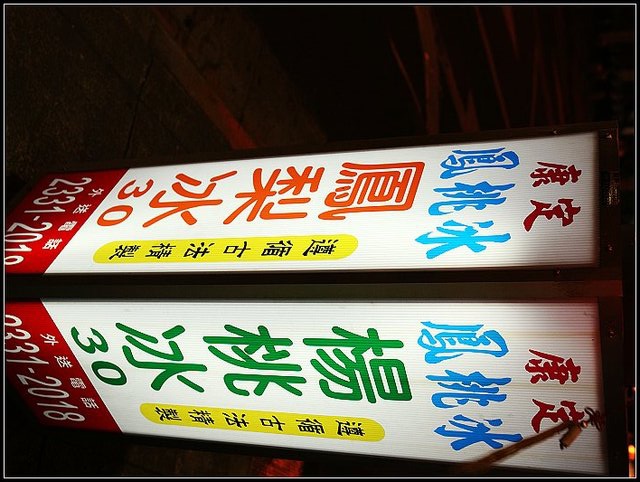 康定
鳳桃冰
鳳梨冰
30
遵循古法精製
外送電話
2331-2018
康定
鳳桃冰
楊桃冰
30
遵循古法精製
外送電話
2331-2018